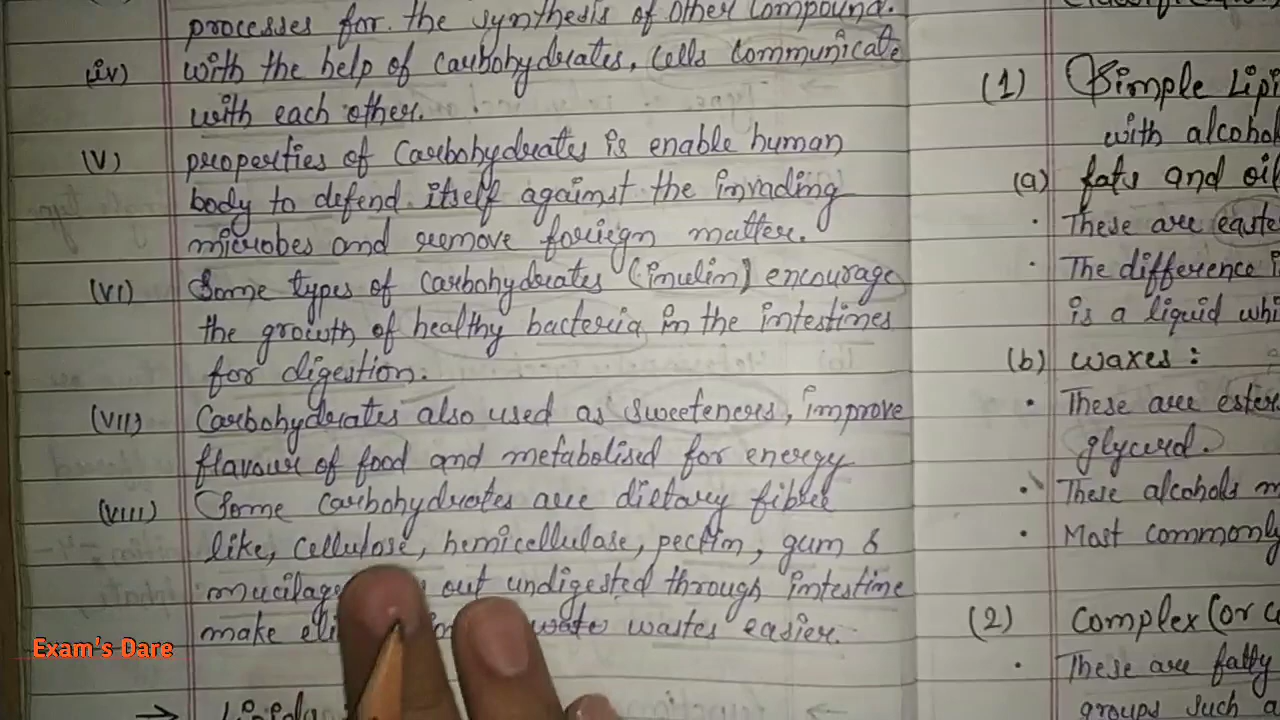 processes for the synthesis of other compound.
(iv) with the help of carbohydrates, cells communicate
with each other.
(V) properties of Carbohydrates is enable human
body to defend itself against the invading
microbes and remove foriegn matter.
(VI) Some types of Carbohydrates (inulin) encourage
the growth of healthy bacteria in the intestines
for digestion.
(VII) Carbohydrates also used as sweeteners, improve
flavour of food and metabolised for energy
(VIII) Some carbohydrates are dietary fibre
like, cellulose, hemicellulase, pectin, gum &
mucilage out undigested through intestine
make wastes easier.
Exam's Dare
(1) Simple Lipi
with alcohol
(a) fats and oil
· These are easte
· The difference i
is a liquid whi
(b) waxes :
· These are ester
glycerol.
· These alcohols m
· Most commonly
(2) Complex (or c
· These are fatty
groups such a